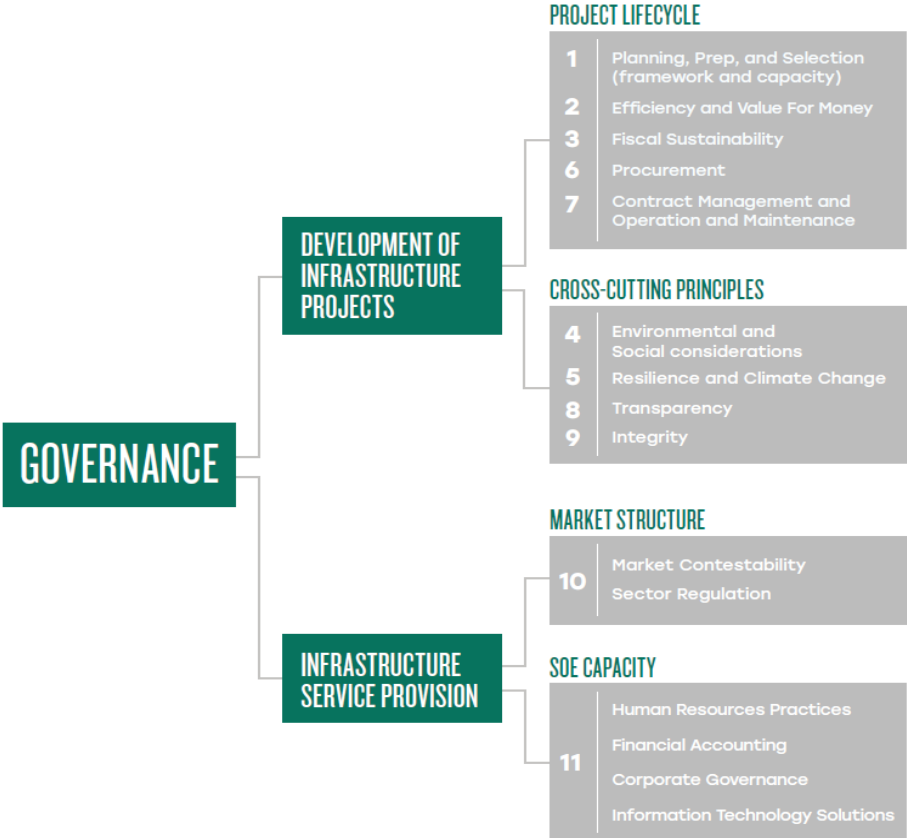 GOVERNANCE
DEVELOPMENT OF
INFRASTRUCTURE
PROJECTS
PROJECT LIFECYCLE
1 Planning, Prep, and Selection
(framework and capacity)
2 Efficiency and Value For Money
3 Fiscal Sustainability
6 Procurement
7 Contract Management and
Operation and Maintenance
CROSS-CUTTING PRINCIPLES
4 Environmental and
Social considerations
5 Resilience and Climate Change
8 Transparency
9 Integrity
INFRASTRUCTURE
SERVICE PROVISION
MARKET STRUCTURE
10 Market Contestability
Sector Regulation
SOE CAPACITY
11 Human Resources Practices
Financial Accounting
Corporate Governance
Information Technology Solutions